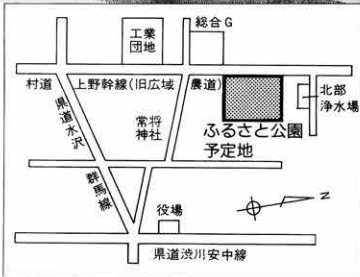 工業
団地
総合G
村道 上野幹線(旧広域農道)
北部
浄水場
県道水沢
群馬線
常将
神社
ふるさと公園
予定地
役場
N
県道渋川安中線